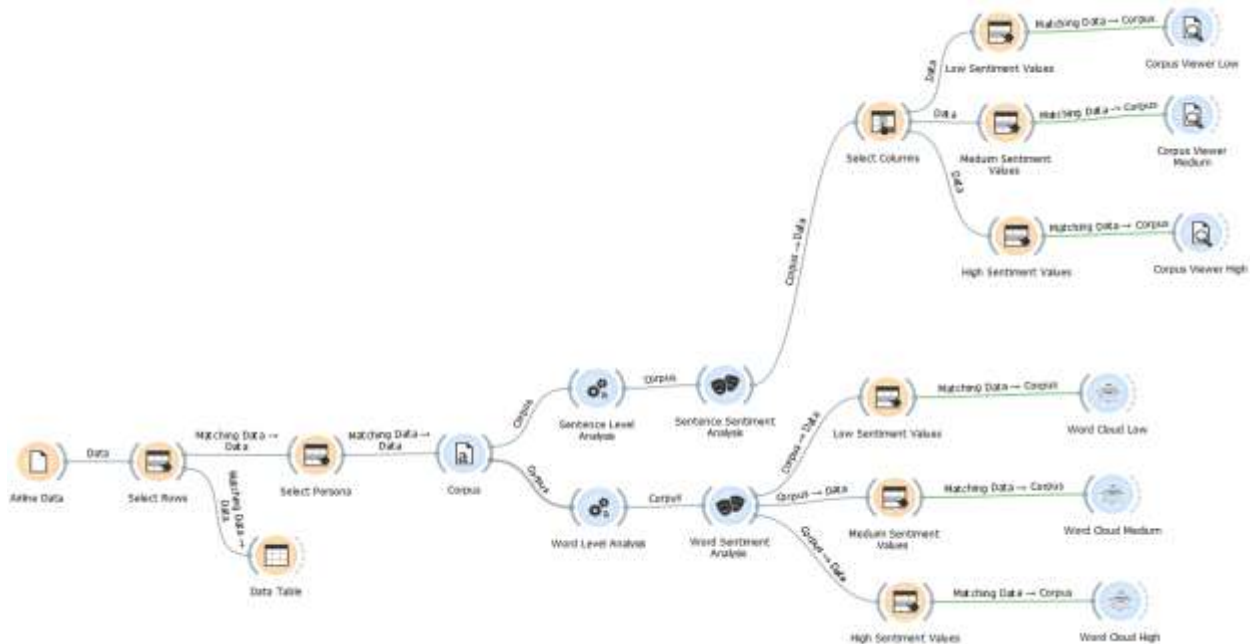 Matching Data → Corpus
Low Sentiment Values
Corpus Viewer Low
Data
Data
Matching Data → Corpus
Select Columns
Medium Sentiment
Values
Corpus Viewer
Medium
Data
Matching Data → Corpus
High Sentiment Values
Corpus Viewer High
Corpus → Data
Corpus
Corpus
Sentence Level
Analysis
Sentence Sentiment
Analysis
Corpus → Data
Matching Data → Corpus
Low Sentiment Values
Word Cloud Low
Data
Matching Data →
Data
Matching Data →
Data
Airline Data
Select Rows
Select Persona
Corpus
Matching Data →
Data
Data Table
Corpus
Corpus
Word Level Analysis
Word Sentiment
Analysis
Corpus → Data
Matching Data → Corpus
Medium Sentiment
Values
Word Cloud Medium
Corpus → Data
Matching Data → Corpus
High Sentiment Values
Word Cloud High